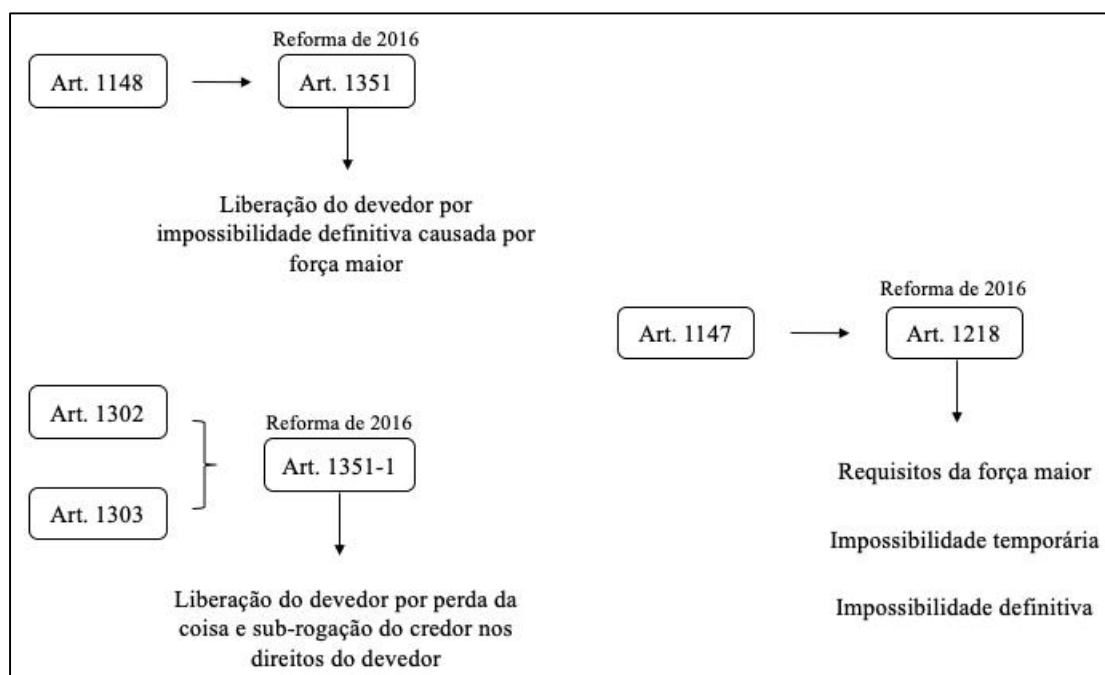 Reforma de 2016
Art. 1148
Art. 1351
Liberação do devedor por
impossibilidade definitiva causada por
força maior
Reforma de 2016
Art. 1147
Art. 1218
Requisitos da força maior
Impossibilidade temporária
Impossibilidade definitiva
Art. 1302
Art. 1303
Reforma de 2016
Art. 1351-1
Liberação do devedor por perda da
coisa e sub-rogação do credor nos
direitos do devedor